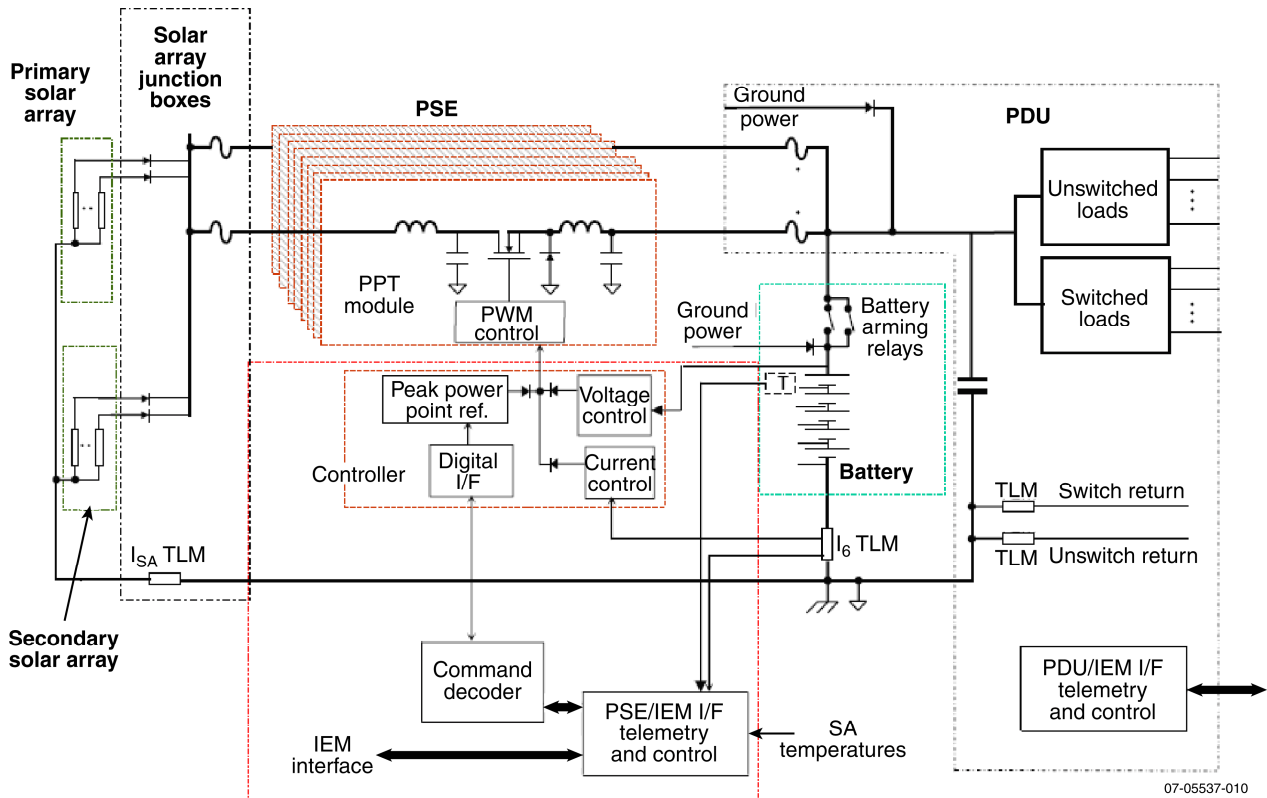 Solar
array
junction
boxes
Primary
solar
array
PSE
Ground
power
PDU
Unswitched
loads
Switched
loads
PPT
module
PWM
control
Ground
power
Battery
arming
relays
T
Peak power
point ref.
Voltage
control
Digital
I/F
Current
control
Controller
Battery
TLM
Switch return
TLM
Unswitch return
ISA TLM
I6 TLM
Secondary
solar array
Command
decoder
PSE/IEM I/F
telemetry
and control
IEM
interface
SA
temperatures
PDU/IEM I/F
telemetry
and control
07-05537-010